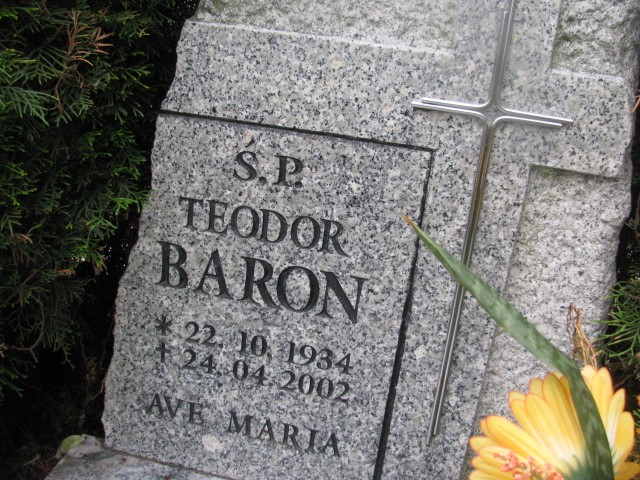 Ś.P.
TEODOR
BARON
* 22. 10. 1934
† 24. 04. 2002
AVE MARIA